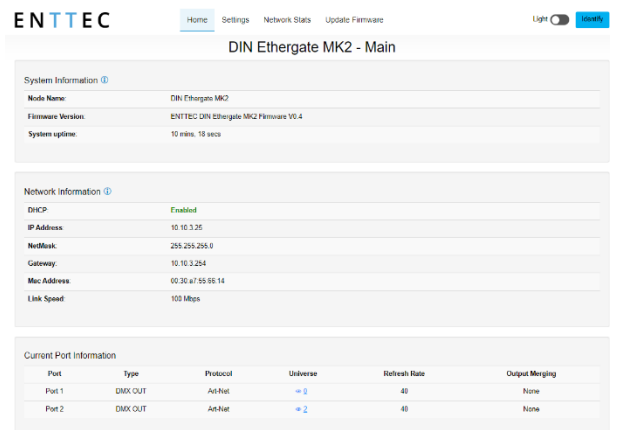 ENTTEC Home Settings Network Stats Update Firmware Light Identify
DIN Ethergate MK2 - Main
System Information
Node Name: DIN Ethergate MK2
Firmware Version: ENTTEC DIN Ethergate MK2 Firmware V0.4
System uptime: 10 mins, 18 secs
Network Information
DHCP: Enabled
IP Address: 10.10.3.25
NetMask: 255.255.255.0
Gateway: 10.10.3.254
Mac Address: 00:30:a7:55:66:14
Link Speed: 100 Mbps
Current Port Information
Port Type Protocol Universe Refresh Rate Output Merging
Port 1 DMX OUT Art-Net ⇒ 0 40 None
Port 2 DMX OUT Art-Net ⇒ 2 40 None